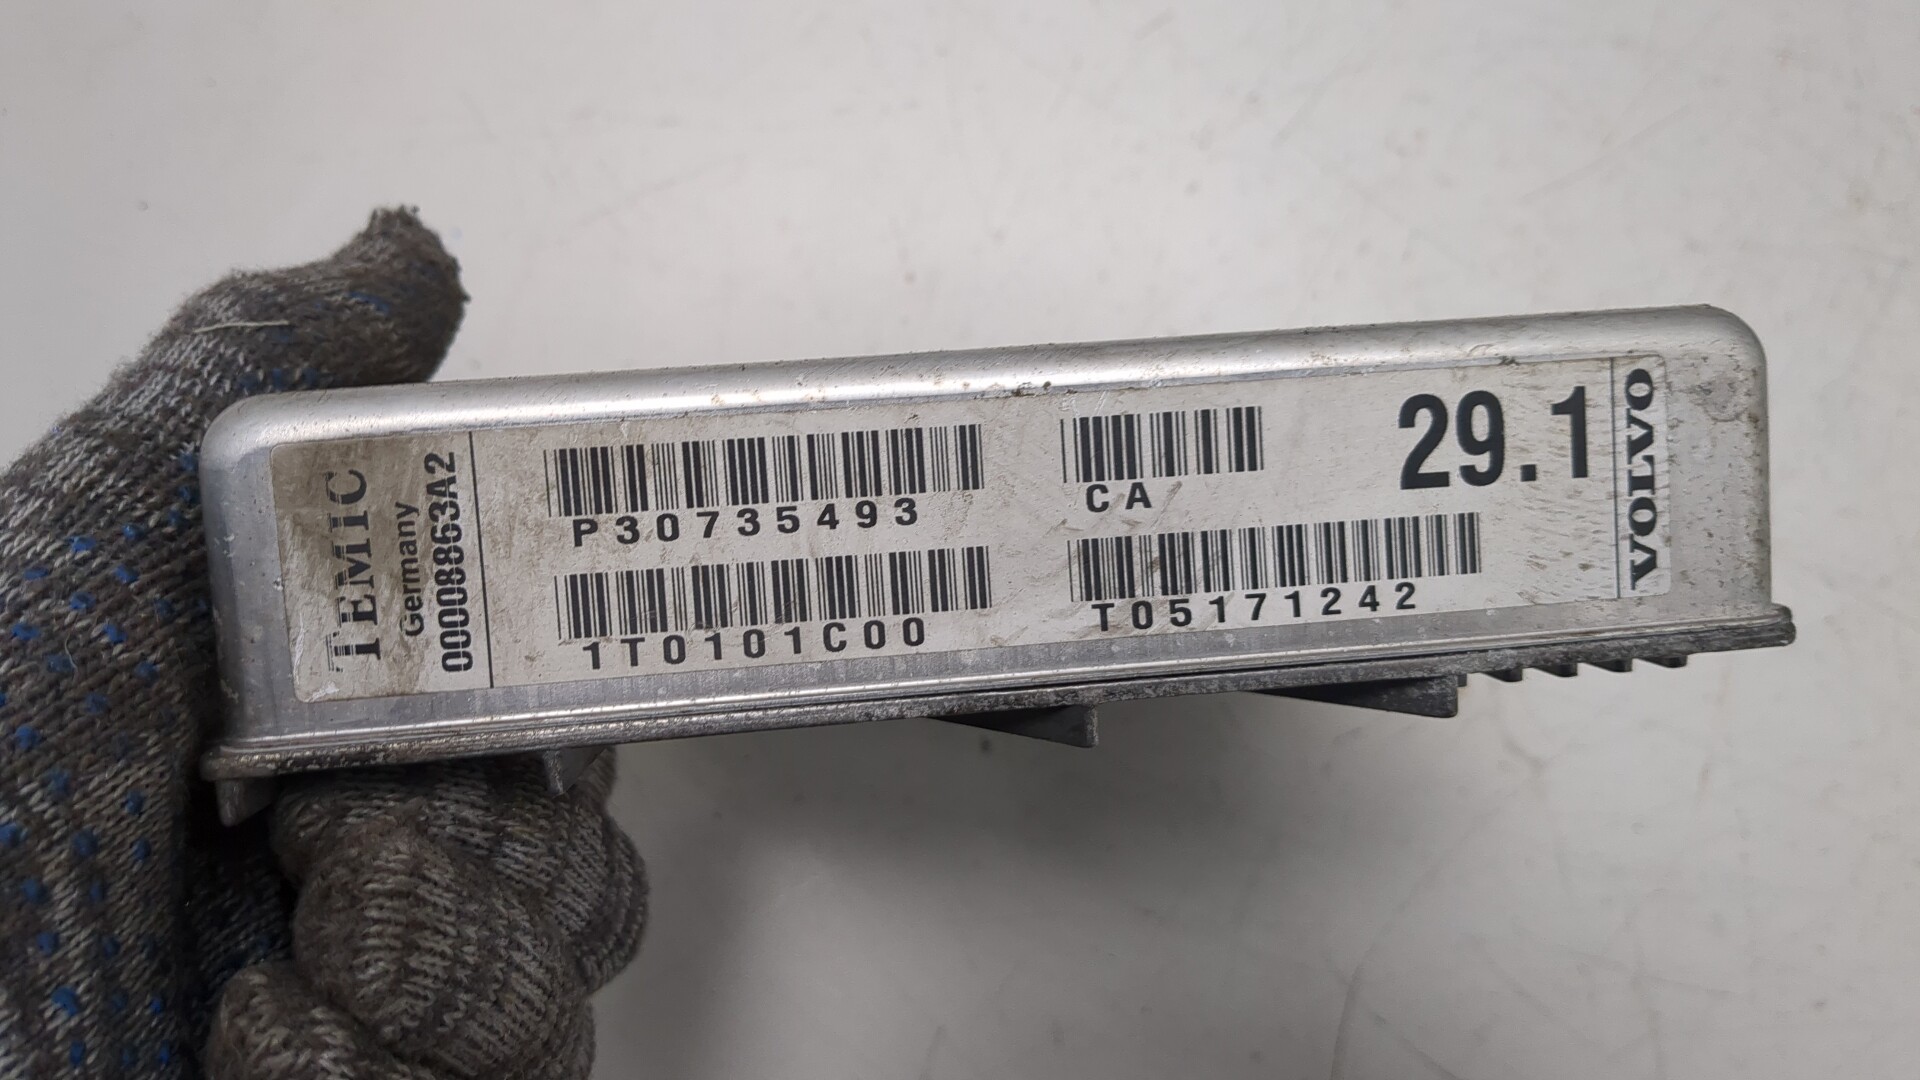 TEMIC
Germany
00008863A2
P30735493
CA
29.1
1T0101C00
T05171242
VOLVO